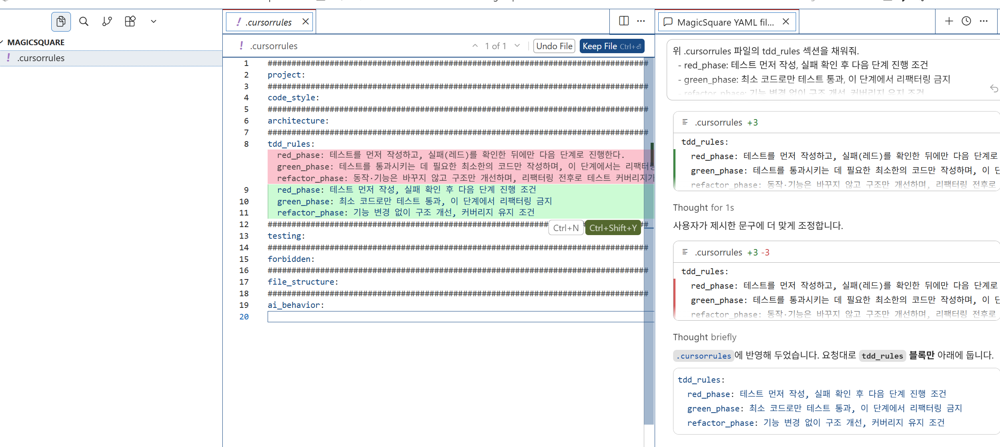 MAGICSQUARE
! .cursorrules
! .cursorrules
! .cursorrules
1 of 1
Undo File
Keep File Ctrl+⏎
1 ################################################################################
2 project:
3 ################################################################################
4 code_style:
5 ################################################################################
6 architecture:
7 ################################################################################
8 tdd_rules:
red_phase: 테스트를 먼저 작성하고, 실패(레드)를 확인한 뒤에만 다음 단계로 진행한다.
green_phase: 테스트를 통과시키는 데 필요한 최소한의 코드만 작성하며, 이 단계에서는 리팩터링
refactor_phase: 동작·기능은 바꾸지 않고 구조만 개선하며, 리팩터링 전후로 테스트 커버리지가
9 red_phase: 테스트 먼저 작성, 실패 확인 후 다음 단계 진행 조건
10 green_phase: 최소 코드로만 테스트 통과, 이 단계에서 리팩터링 금지
11 refactor_phase: 기능 변경 없이 구조 개선, 커버리지 유지 조건
12 ################################################################################
Ctrl+N
Ctrl+Shift+Y
13 testing:
14 ################################################################################
15 forbidden:
16 ################################################################################
17 file_structure:
18 ################################################################################
19 ai_behavior:
20
MagicSquare YAML fil...
위 .cursorrules 파일의 tdd_rules 섹션을 채워줘.
- red_phase: 테스트 먼저 작성, 실패 확인 후 다음 단계 진행 조건
- green_phase: 최소 코드로만 테스트 통과, 이 단계에서 리팩터링 금지
- refactor_phase: 기능 변경 없이 구조 개선, 커버리지 유지 조건
.cursorrules +3
tdd_rules:
red_phase: 테스트를 먼저 작성하고, 실패(레드)를 확인한 뒤에만 다음 단계로
green_phase: 테스트를 통과시키는 데 필요한 최소한의 코드만 작성하며, 이
refactor_phase: 동작·기능은 바꾸지 않고 구조만 개선하며, 리팩터링 전후로
Thought for 1s
사용자가 제시한 문구에 더 맞게 조정합니다.
.cursorrules +3 -3
tdd_rules:
red_phase: 테스트를 먼저 작성하고, 실패(레드)를 확인한 뒤에만 다음 단계로
green_phase: 테스트를 통과시키는 데 필요한 최소한의 코드만 작성하며, 이
refactor_phase: 동작·기능은 바꾸지 않고 구조만 개선하며, 리팩터링 전후로
Thought briefly
.cursorrules에 반영해 두었습니다. 요청대로 tdd_rules 블록만 아래에 둡니다.
tdd_rules:
red_phase: 테스트 먼저 작성, 실패 확인 후 다음 단계 진행 조건
green_phase: 최소 코드로만 테스트 통과, 이 단계에서 리팩터링 금지
refactor_phase: 기능 변경 없이 구조 개선, 커버리지 유지 조건